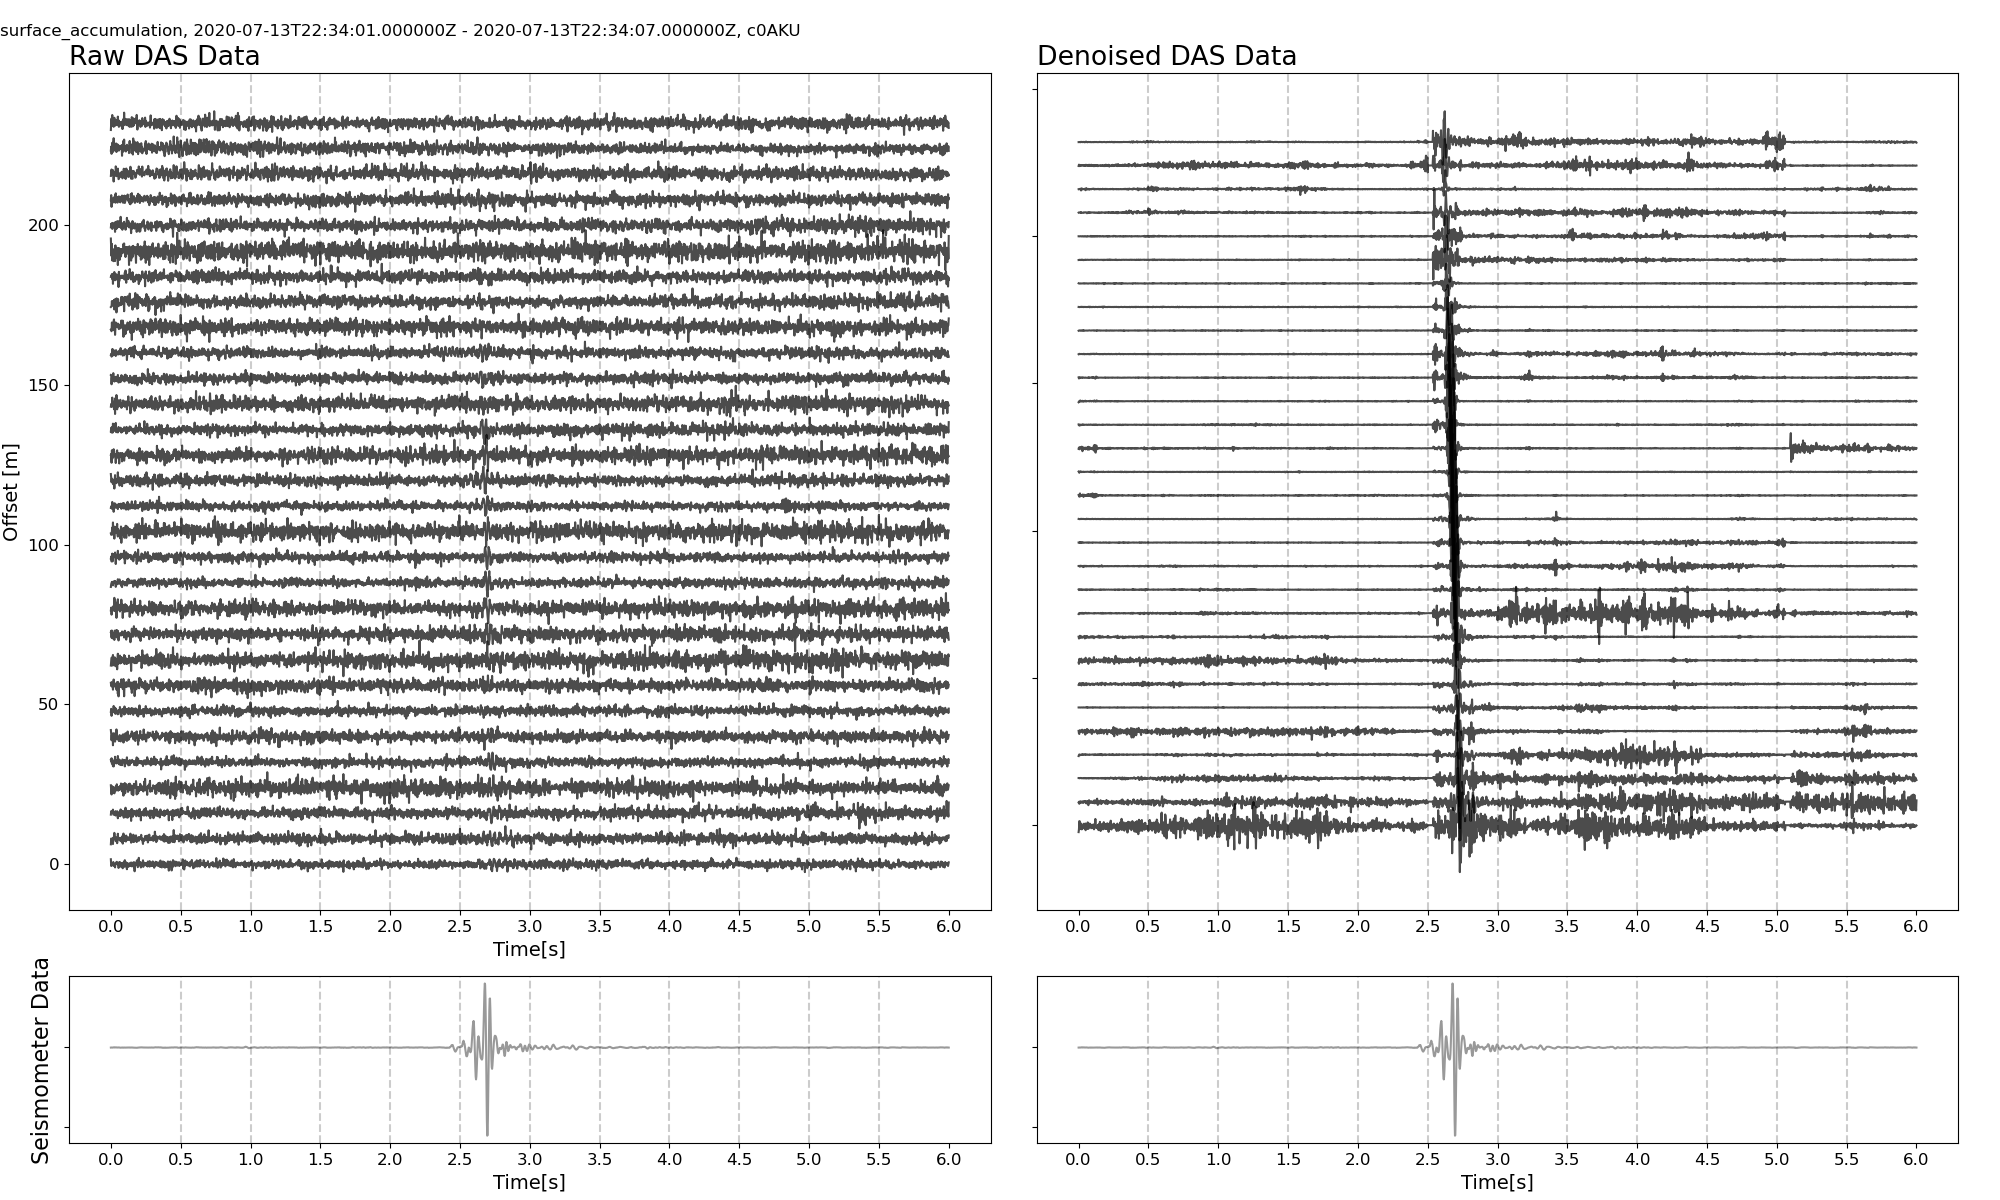 surface_accumulation, 2020-07-13T22:34:01.000000Z - 2020-07-13T22:34:07.000000Z, c0AKU
Raw DAS Data
Denoised DAS Data
Offset [m]
200
150
100
50
0
0.0 0.5 1.0 1.5 2.0 2.5 3.0 3.5 4.0 4.5 5.0 5.5 6.0
Time[s]
0.0 0.5 1.0 1.5 2.0 2.5 3.0 3.5 4.0 4.5 5.0 5.5 6.0
Seismometer Data
0.0 0.5 1.0 1.5 2.0 2.5 3.0 3.5 4.0 4.5 5.0 5.5 6.0
Time[s]
0.0 0.5 1.0 1.5 2.0 2.5 3.0 3.5 4.0 4.5 5.0 5.5 6.0
Time[s]